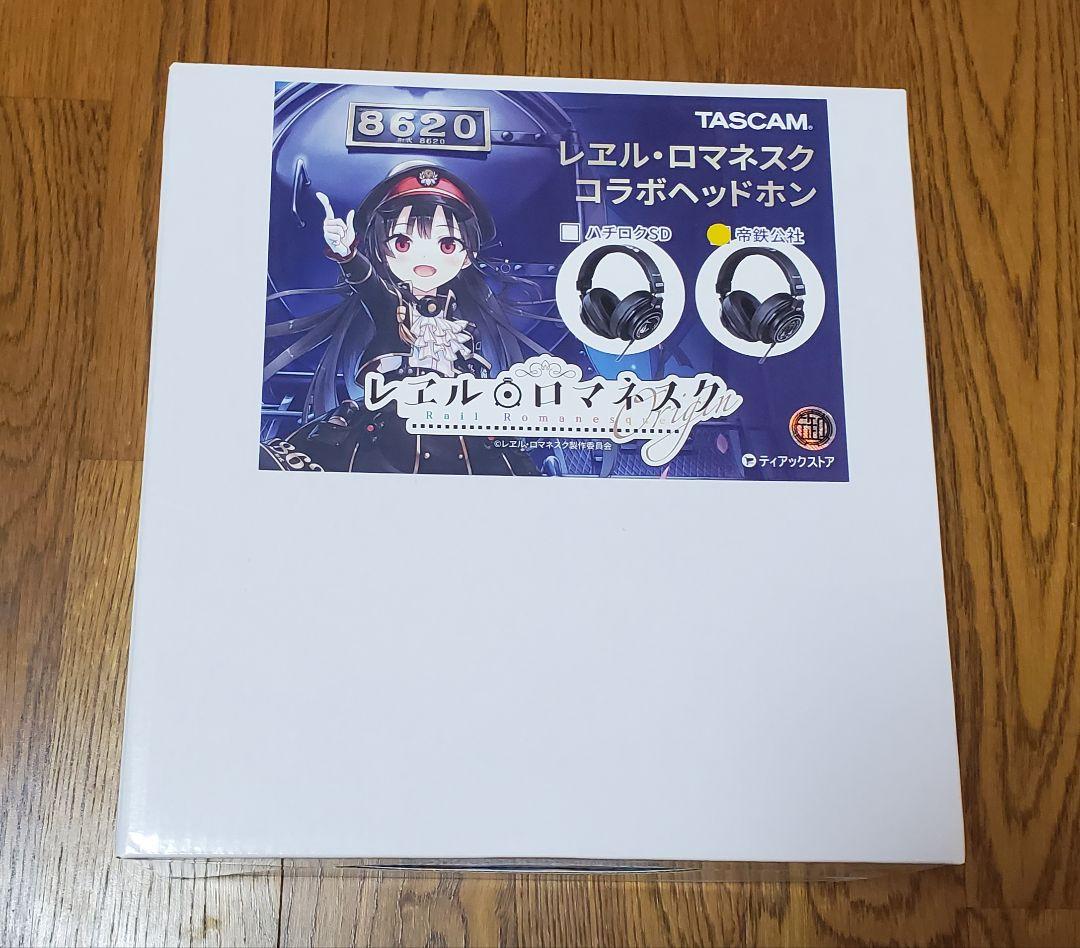 8620
形式 8620
TASCAM®
レヱル・ロマネスク
コラボヘッドホン
ハチロクSD
帝鉄公社
レヱル・ロマネスク
Rail Romanesque
Origin
©レヱル・ロマネスク製作委員会
ティアックストア